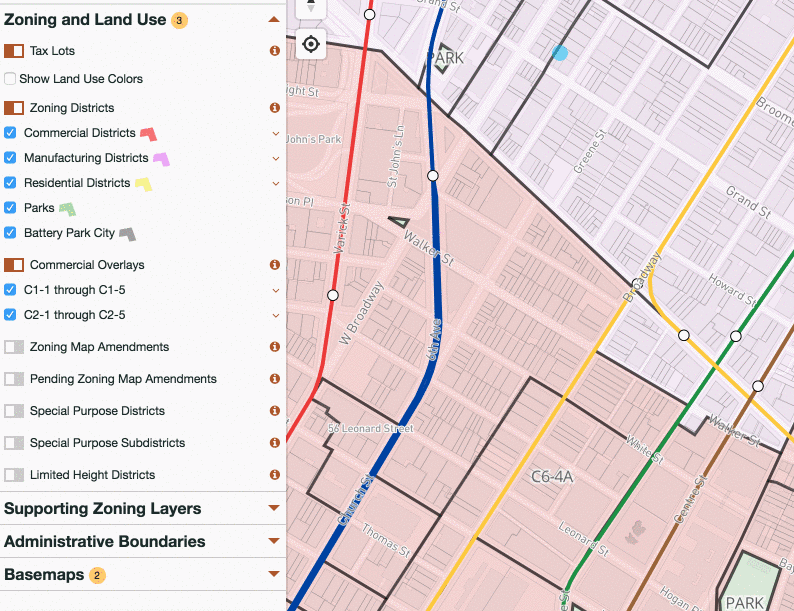 Zoning and Land Use 3
Tax Lots
Show Land Use Colors
Zoning Districts
Commercial Districts
Manufacturing Districts
Residential Districts
Parks
Battery Park City
Commercial Overlays
C1-1 through C1-5
C2-1 through C2-5
Zoning Map Amendments
Pending Zoning Map Amendments
Special Purpose Districts
Special Purpose Subdistricts
Limited Height Districts
Supporting Zoning Layers
Administrative Boundaries
Basemaps 2
Grand St
PARK
ight St
John's Park
St John's Ln
Greene St
Broome
Grand St
on Pl
Varick St
Walker St
W Broadway
6th Ave
Broadway
Howard St
56 Leonard Street
Walker St
White St
C6-4A
Centre St
Church St
Thomas St
Leonard St
e St
Hogan Pl
Bay
PARK